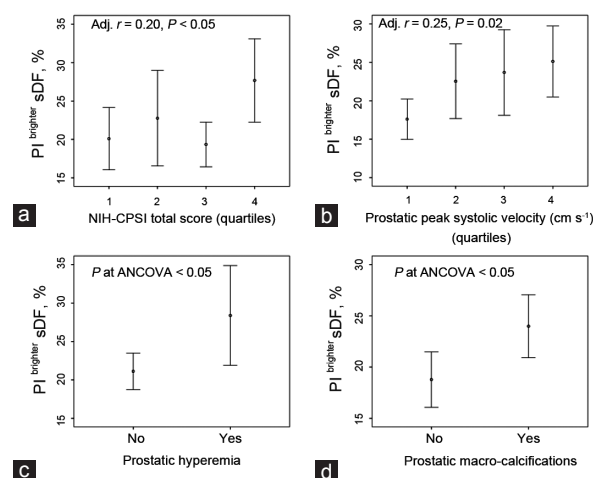 Adj. r = 0.20, P < 0.05
PI brighter sDF, %
35
30
25
20
15
1 2 3 4
NIH-CPSI total score (quartiles)
a
Adj. r = 0.25, P = 0.02
PI brighter sDF, %
30
25
20
15
10
1 2 3 4
Prostatic peak systolic velocity (cm s⁻¹)
(quartiles)
b
P at ANCOVA < 0.05
PI brighter sDF, %
35
30
25
20
15
No Yes
Prostatic hyperemia
c
P at ANCOVA < 0.05
PI brighter sDF, %
30
25
20
15
No Yes
Prostatic macro-calcifications
d